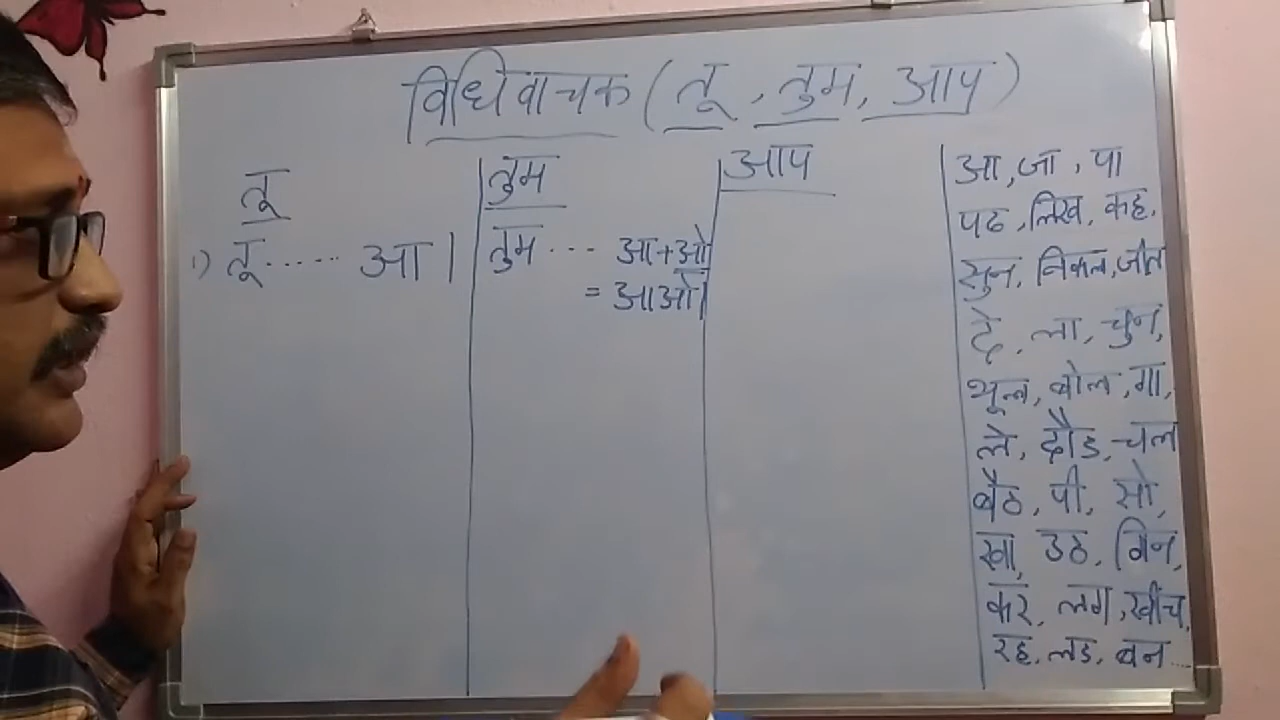 विधिवाचक ( तू , तुम, आप )
तू
1) तू ...... आ।
तुम
तुम ... आ+ओ
= आओ।
आप
आ, जा, पा
पढ, लिख, कह,
सुन, निकल, जीत
दे, ला, चुन,
भूल, बोल, गा,
ले, दौड, चल
बैठ, पी, सो,
खा, उठ, गिन,
कर, लग, खींच,
रह, लड, बन ....